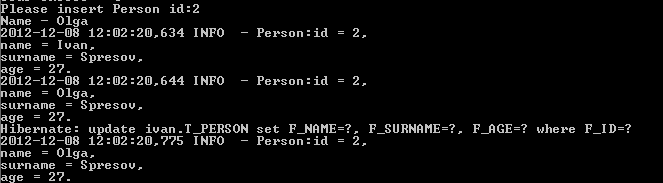 Please insert Person id:2
Name - Olga
2012-12-08 12:02:20,634 INFO - Person:id = 2,
name = Ivan,
surname = Spresov,
age = 27.
2012-12-08 12:02:20,644 INFO - Person:id = 2,
name = Olga,
surname = Spresov,
age = 27.
Hibernate: update ivan.T_PERSON set F_NAME=?, F_SURNAME=?, F_AGE=? where F_ID=?
2012-12-08 12:02:20,775 INFO - Person:id = 2,
name = Olga,
surname = Spresov,
age = 27.